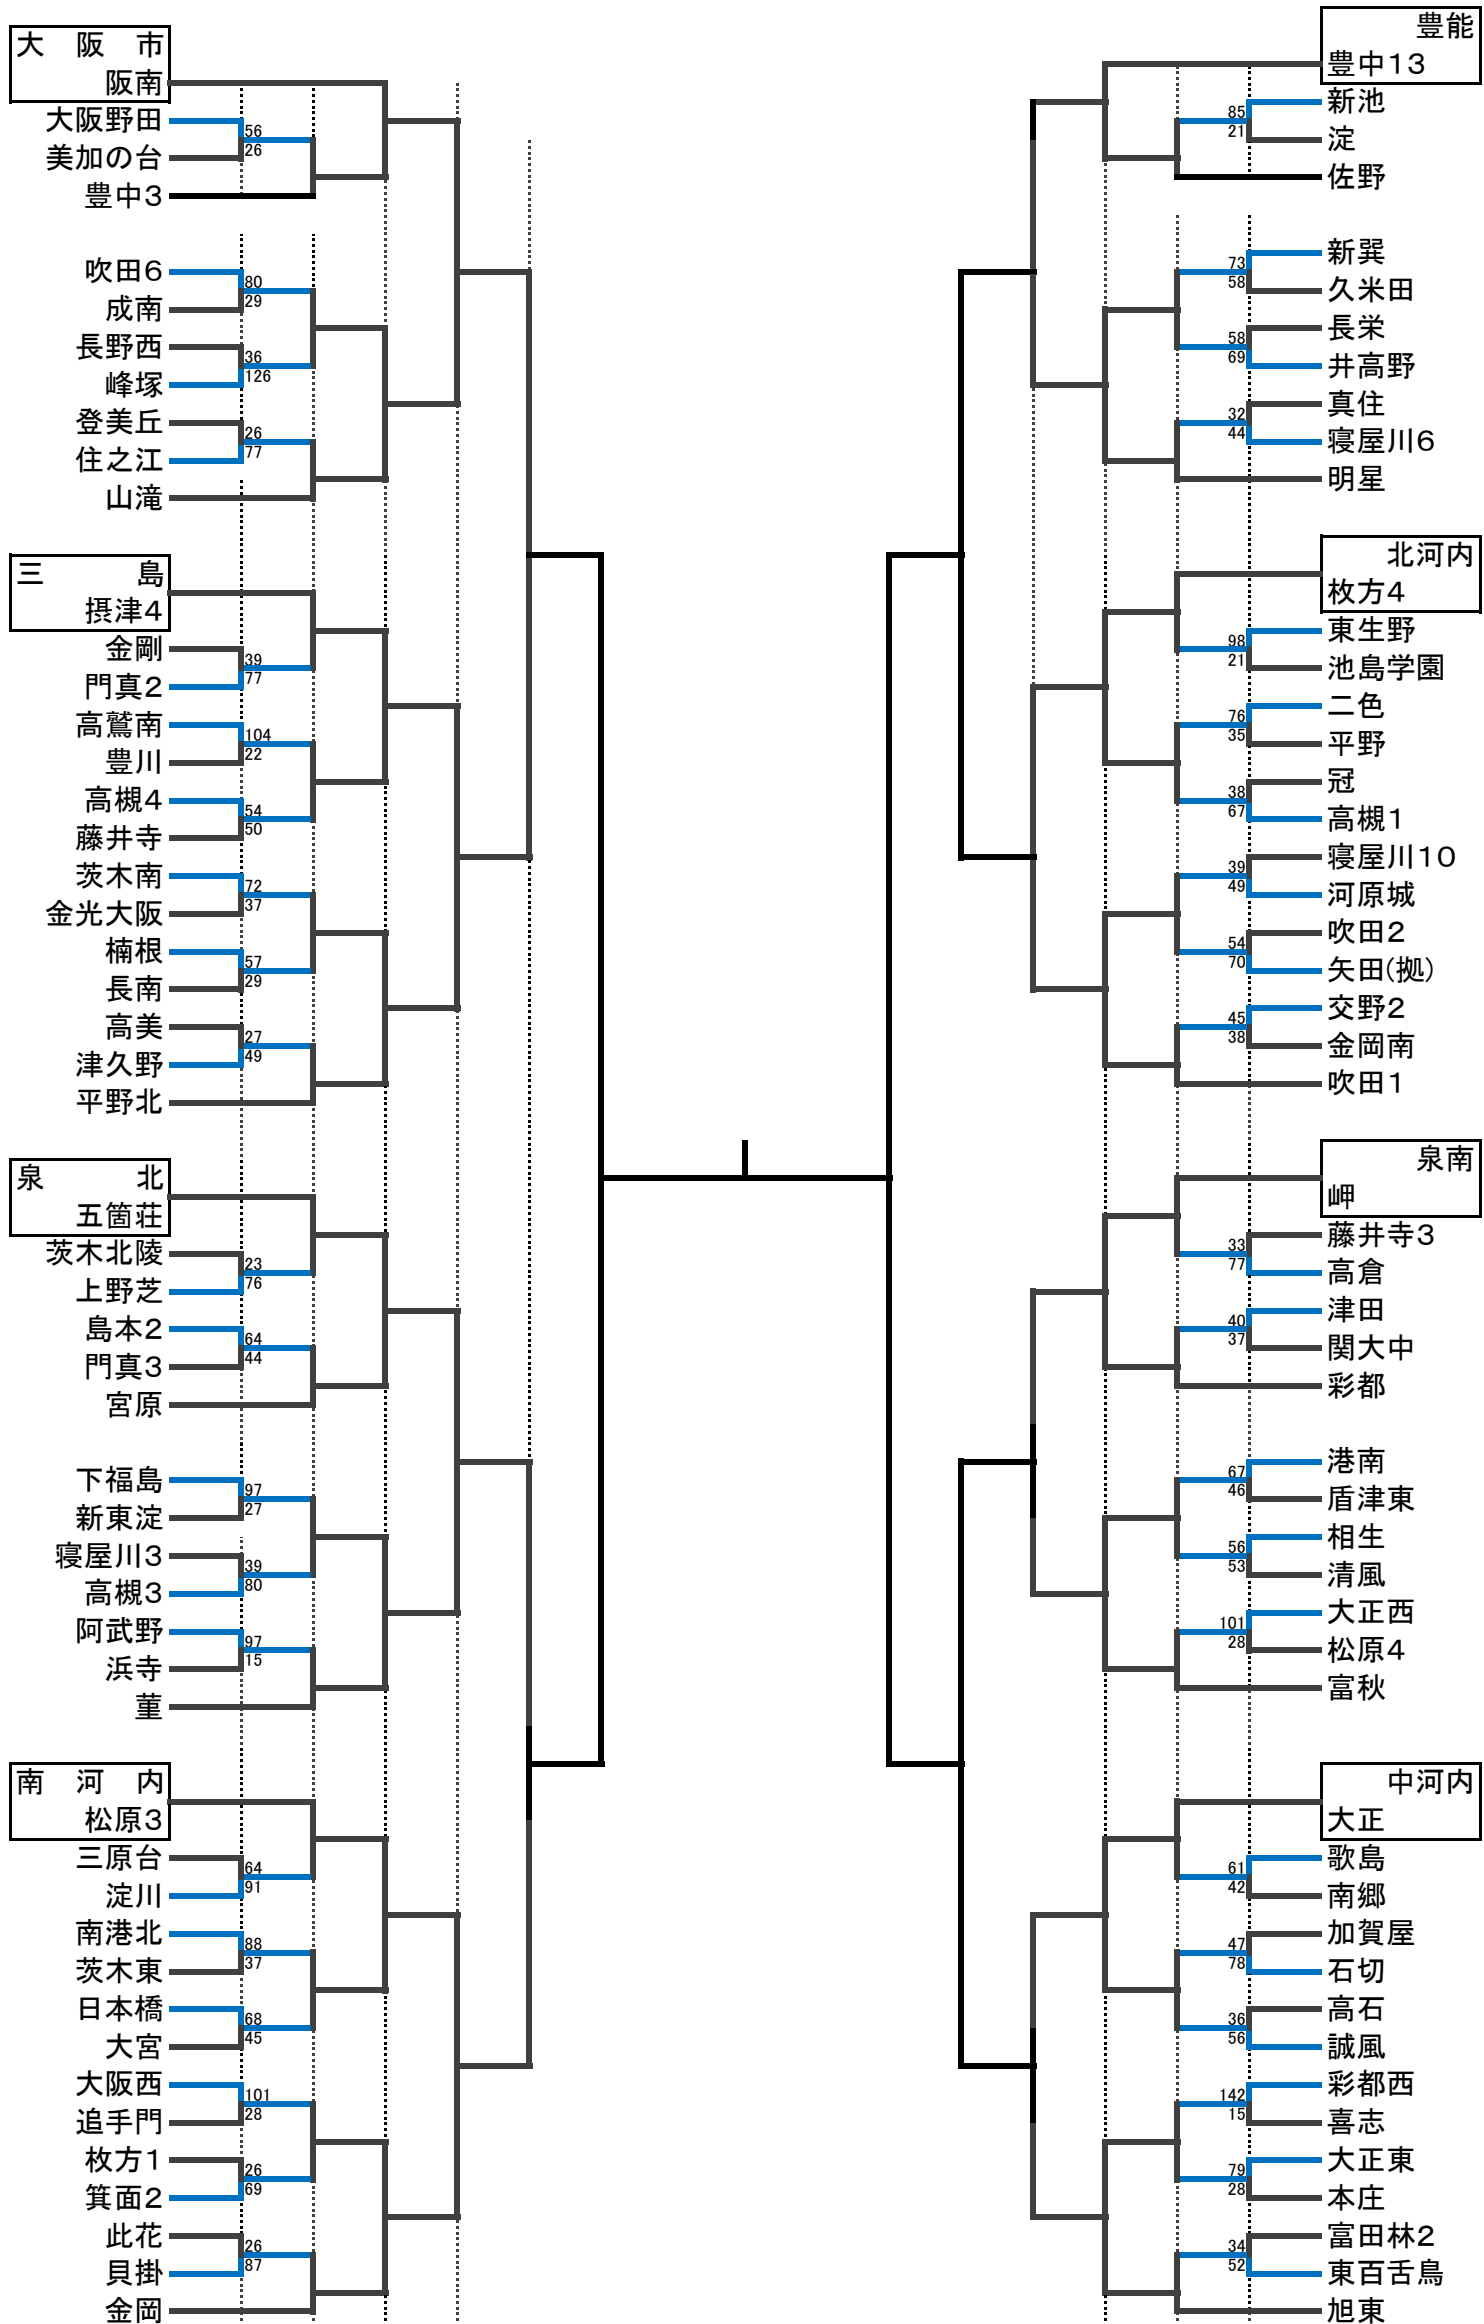 大　阪　市
阪南
大阪野田
56
26
美加の台
豊中3
吹田6
80
29
成南
長野西
36
126
峰塚
登美丘
26
77
住之江
山滝
三　　　島
摂津4
金剛
39
77
門真2
高鷲南
104
22
豊川
高槻4
54
50
藤井寺
茨木南
72
37
金光大阪
楠根
57
29
長南
高美
27
49
津久野
平野北
泉　　　北
五箇荘
茨木北陵
23
76
上野芝
島本2
64
44
門真3
宮原
下福島
97
27
新東淀
寝屋川3
39
80
高槻3
阿武野
97
15
浜寺
菫
南　河　内
松原3
三原台
64
91
淀川
南港北
88
37
茨木東
日本橋
68
45
大宮
大阪西
101
28
追手門
枚方1
26
69
箕面2
此花
26
87
貝掛
金岡
豊能
豊中13
新池
85
21
淀
佐野
新巽
73
58
久米田
長栄
58
69
井高野
真住
32
44
寝屋川6
明星
北河内
枚方4
東生野
98
21
池島学園
二色
76
35
平野
冠
38
67
高槻1
寝屋川10
39
49
河原城
吹田2
54
70
矢田(拠)
交野2
45
38
金岡南
吹田1
泉南
岬
藤井寺3
33
77
高倉
津田
40
37
関大中
彩都
港南
67
46
盾津東
相生
56
53
清風
大正西
101
28
松原4
富秋
中河内
大正
歌島
61
42
南郷
加賀屋
47
78
石切
高石
36
56
誠風
彩都西
142
15
喜志
大正東
79
28
本庄
富田林2
34
52
東百舌鳥
旭東